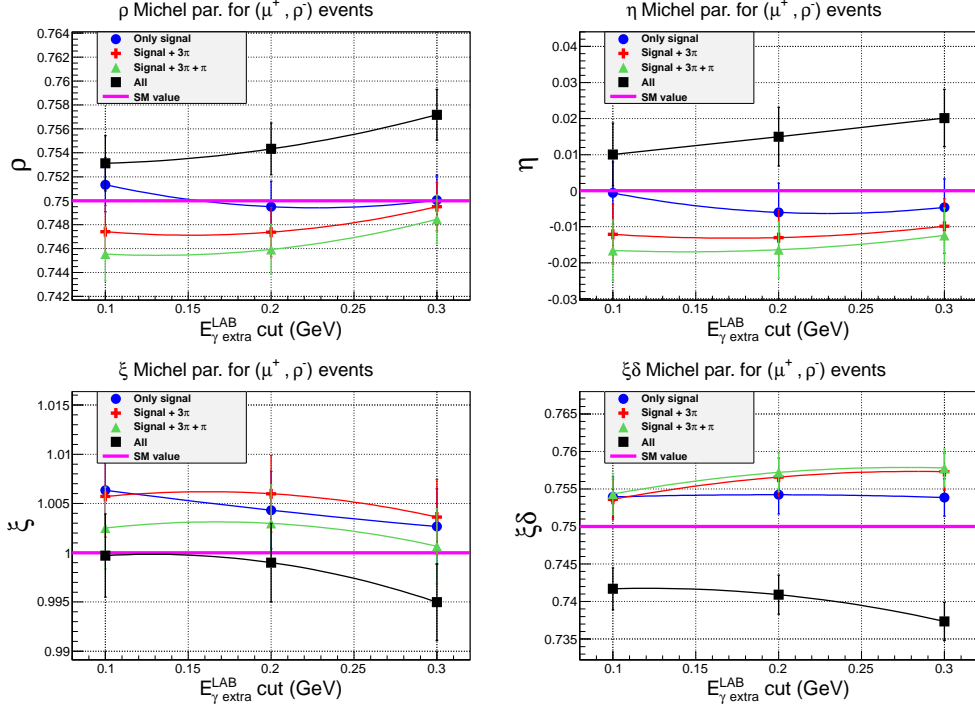 ρ Michel par. for (μ⁺ , ρ⁻) events
0.764
0.762
0.76
0.758
0.756
0.754
0.752
0.75
0.748
0.746
0.744
0.742
ρ
Only signal
Signal + 3π
Signal + 3π + π
All
SM value
0.1 0.15 0.2 0.25 0.3
E^LAB_γ extra cut (GeV)
η Michel par. for (μ⁺ , ρ⁻) events
0.04
0.03
0.02
0.01
0
-0.01
-0.02
-0.03
η
Only signal
Signal + 3π
Signal + 3π + π
All
SM value
0.1 0.15 0.2 0.25 0.3
E^LAB_γ extra cut (GeV)
ξ Michel par. for (μ⁺ , ρ⁻) events
1.015
1.01
1.005
1
0.995
0.99
ξ
Only signal
Signal + 3π
Signal + 3π + π
All
SM value
0.1 0.15 0.2 0.25 0.3
E^LAB_γ extra cut (GeV)
ξδ Michel par. for (μ⁺ , ρ⁻) events
0.765
0.76
0.755
0.75
0.745
0.74
0.735
ξδ
Only signal
Signal + 3π
Signal + 3π + π
All
SM value
0.1 0.15 0.2 0.25 0.3
E^LAB_γ extra cut (GeV)